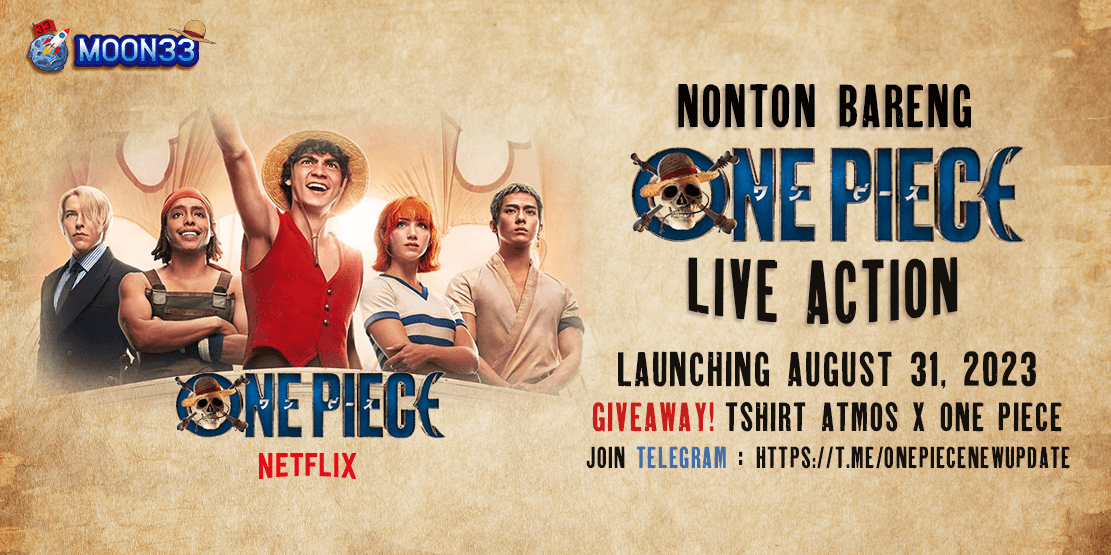 33
MOON33
NONTON BARENG
ONE PIECE
ワンピース
LIVE ACTION
LAUNCHING AUGUST 31, 2023
GIVEAWAY! TSHIRT ATMOS X ONE PIECE
JOIN TELEGRAM : HTTPS://T.ME/ONEPIECENEWUPDATE
ONE PIECE
ワンピース
NETFLIX